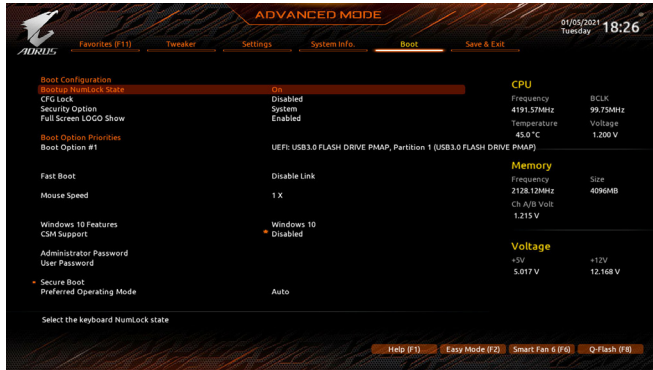 ADVANCED MODE
01/05/2021
Tuesday
18:26
AORUS
Favorites (F11) Tweaker Settings System Info. Boot Save & Exit
Boot Configuration
Bootup NumLock State On
CFG Lock Disabled
Security Option System
Full Screen LOGO Show Enabled
Boot Option Priorities
Boot Option #1 UEFI: USB3.0 FLASH DRIVE PMAP, Partition 1 (USB3.0 FLASH DRIVE PMAP)
Fast Boot Disable Link
Mouse Speed 1 X
Windows 10 Features Windows 10
CSM Support * Disabled
Administrator Password
User Password
* Secure Boot
Preferred Operating Mode Auto
Select the keyboard NumLock state
CPU
Frequency BCLK
4191.57MHz 99.75MHz
Temperature Voltage
45.0 °C 1.200 V
Memory
Frequency Size
2128.12MHz 4096MB
Ch A/B Volt
1.215 V
Voltage
+5V +12V
5.017 V 12.168 V
Help (F1) Easy Mode (F2) Smart Fan 6 (F6) Q-Flash (F8)